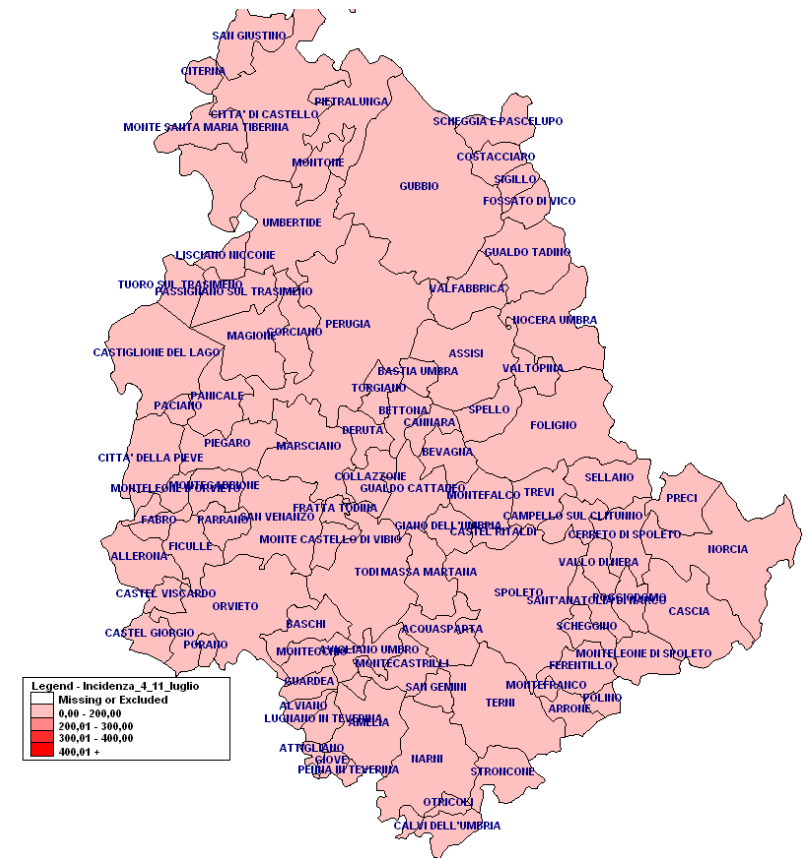 SAN GIUSTINO
CITERNA
PIETRALUNGA
CITTA' DI CASTELLO
SCHEGGIA E PASCELUPO
MONTE SANTA MARIA TIBERINA
COSTACCIARO
MONTONE
SIGILLO
GUBBIO
FOSSATO DI VICO
UMBERTIDE
GUALDO TADINO
LISCIANO NICCONE
TUORO SUL TRASIMENO
PASSIGNANO SUL TRASIMENO
VALFABBRICA
NOCERA UMBRA
PERUGIA
CORCIANO
MAGIONE
CASTIGLIONE DEL LAGO
ASSISI
VALTOPINA
BASTIA UMBRA
TORGIANO
PANICALE
PACIANO
BETTONA
SPELLO
CANNARA
FOLIGNO
DERUTA
PIEGARO
MARSCIANO
BEVAGNA
CITTA' DELLA PIEVE
COLLAZZONE
SELLANO
MONTEGABBIONE
MONTELEONE D'ORVIETO
GUALDO CATTANEO
TREVI
MONTEFALCO
PRECI
FRATTA TODINA
SAN VENANZO
CAMPELLO SUL CLITUNNO
FABRO
PARRANO
GIANO DELL'UMBRIA
CASTEL RITALDI
CERRETO DI SPOLETO
MONTE CASTELLO DI VIBIO
FICULLE
NORCIA
ALLERONA
VALLO DI NERA
TODI
MASSA MARTANA
CASTEL VISCARDO
SPOLETO
POGGIODOMO
SANT'ANATOLIA DI NARCO
ORVIETO
CASCIA
BASCHI
SCHEGGINO
ACQUASPARTA
CASTEL GIORGIO
PORANO
MONTECCHIO
AVIGLIANO UMBRO
MONTELEONE DI SPOLETO
MONTECASTRILLI
FERENTILLO
GUARDEA
SAN GEMINI
MONTEFRANCO
POLINO
ALVIANO
TERNI
ARRONE
LUGNANO IN TEVERINA
AMELIA
ATTIGLIANO
GIOVE
NARNI
PENNA IN TEVERINA
STRONCONE
OTRICOLI
CALVI DELL'UMBRIA
Legend - Incidenza_4_11_luglio
Missing or Excluded
0,00 - 200,00
200,01 - 300,00
300,01 - 400,00
400,01 +